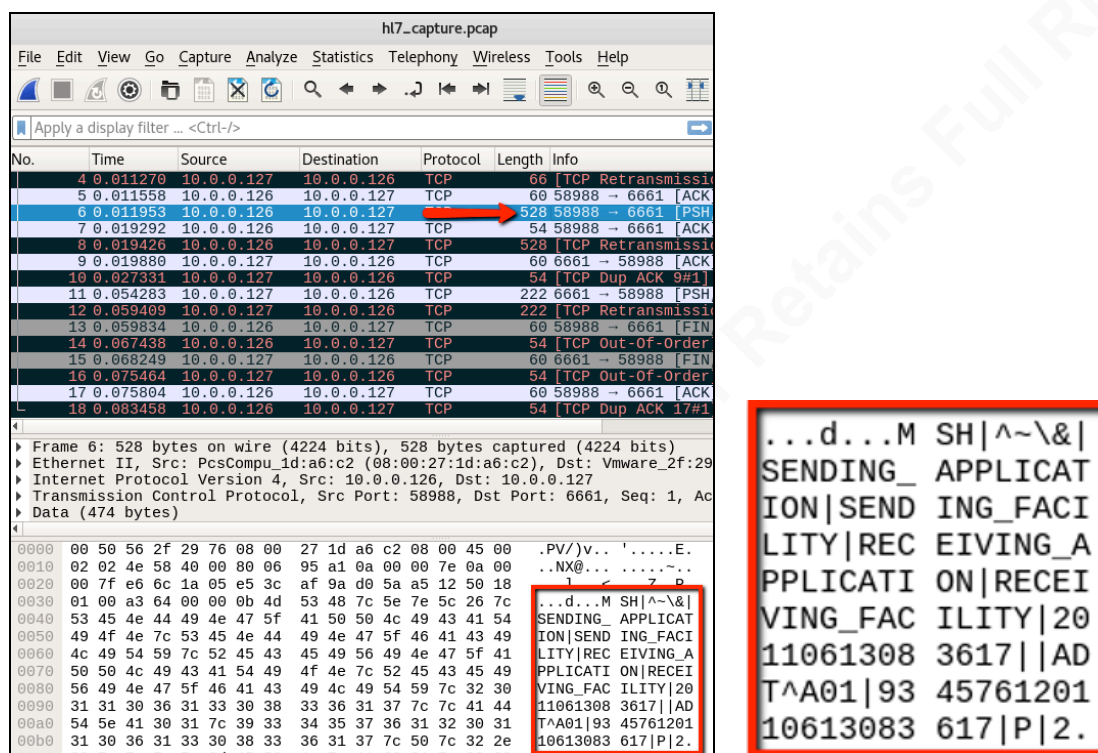 hl7_capture.pcap
File Edit View Go Capture Analyze Statistics Telephony Wireless Tools Help
Apply a display filter ... <Ctrl-/>
No. Time Source Destination Protocol Length Info
4 0.011270 10.0.0.127 10.0.0.126 TCP 66 [TCP Retransmissio
5 0.011558 10.0.0.126 10.0.0.127 TCP 60 58988 → 6661 [ACK
6 0.011953 10.0.0.126 10.0.0.127 528 58988 → 6661 [PSH
7 0.019292 10.0.0.126 10.0.0.127 TCP 54 58988 → 6661 [ACK
8 0.019426 10.0.0.126 10.0.0.127 TCP 528 [TCP Retransmissio
9 0.019880 10.0.0.127 10.0.0.126 TCP 60 6661 → 58988 [ACK]
10 0.027331 10.0.0.127 10.0.0.126 TCP 54 [TCP Dup ACK 9#1]
11 0.054283 10.0.0.127 10.0.0.126 TCP 222 6661 → 58988 [PSH
12 0.059409 10.0.0.127 10.0.0.126 TCP 222 [TCP Retransmissio
13 0.059834 10.0.0.126 10.0.0.127 TCP 60 58988 → 6661 [FIN
14 0.067438 10.0.0.126 10.0.0.127 TCP 54 [TCP Out-Of-Order]
15 0.068249 10.0.0.127 10.0.0.126 TCP 60 6661 → 58988 [FIN
16 0.075464 10.0.0.127 10.0.0.126 TCP 54 [TCP Out-Of-Order]
17 0.075804 10.0.0.126 10.0.0.127 TCP 60 58988 → 6661 [ACK]
18 0.083458 10.0.0.126 10.0.0.127 TCP 54 [TCP Dup ACK 17#1
Frame 6: 528 bytes on wire (4224 bits), 528 bytes captured (4224 bits)
Ethernet II, Src: PcsCompu_1d:a6:c2 (08:00:27:1d:a6:c2), Dst: Vmware_2f:29
Internet Protocol Version 4, Src: 10.0.0.126, Dst: 10.0.0.127
Transmission Control Protocol, Src Port: 58988, Dst Port: 6661, Seq: 1, Ac
Data (474 bytes)
0000 00 50 56 2f 29 76 08 00 27 1d a6 c2 08 00 45 00 .PV/)v.. '.....E.
0010 02 02 4e 58 40 00 80 06 95 a1 0a 00 00 7e 0a 00 ..NX@... .....~..
0020 00 7f e6 6c 1a 05 e5 3c af 9a d0 5a a5 12 50 18 ...l...< ...Z..P.
0030 01 00 a3 64 00 00 0b 4d 53 48 7c 5e 7e 5c 26 7c ...d...M SH|^~\&|
0040 53 45 4e 44 49 4e 47 5f 41 50 50 4c 49 43 41 54 SENDING_ APPLICAT
0050 49 4f 4e 7c 53 45 4e 44 49 4e 47 5f 46 41 43 49 ION|SEND ING_FACI
0060 4c 49 54 59 7c 52 45 43 45 49 56 49 4e 47 5f 41 LITY|REC EIVING_A
0070 50 50 4c 49 43 41 54 49 4f 4e 7c 52 45 43 45 49 PPLICATI ON|RECEI
0080 56 49 4e 47 5f 46 41 43 49 4c 49 54 59 7c 32 30 VING_FAC ILITY|20
0090 31 31 30 36 31 33 30 38 33 36 31 37 7c 7c 41 44 11061308 3617||AD
00a0 54 5e 41 30 31 7c 39 33 34 35 37 36 31 32 30 31 T^A01|93 45761201
00b0 31 30 36 31 33 30 38 33 36 31 37 7c 50 7c 32 2e 10613083 617|P|2.
...d...M SH|^~\&|
SENDING_ APPLICAT
ION|SEND ING_FACI
LITY|REC EIVING_A
PPLICATI ON|RECEI
VING_FAC ILITY|20
11061308 3617||AD
T^A01|93 45761201
10613083 617|P|2.
Retains Full